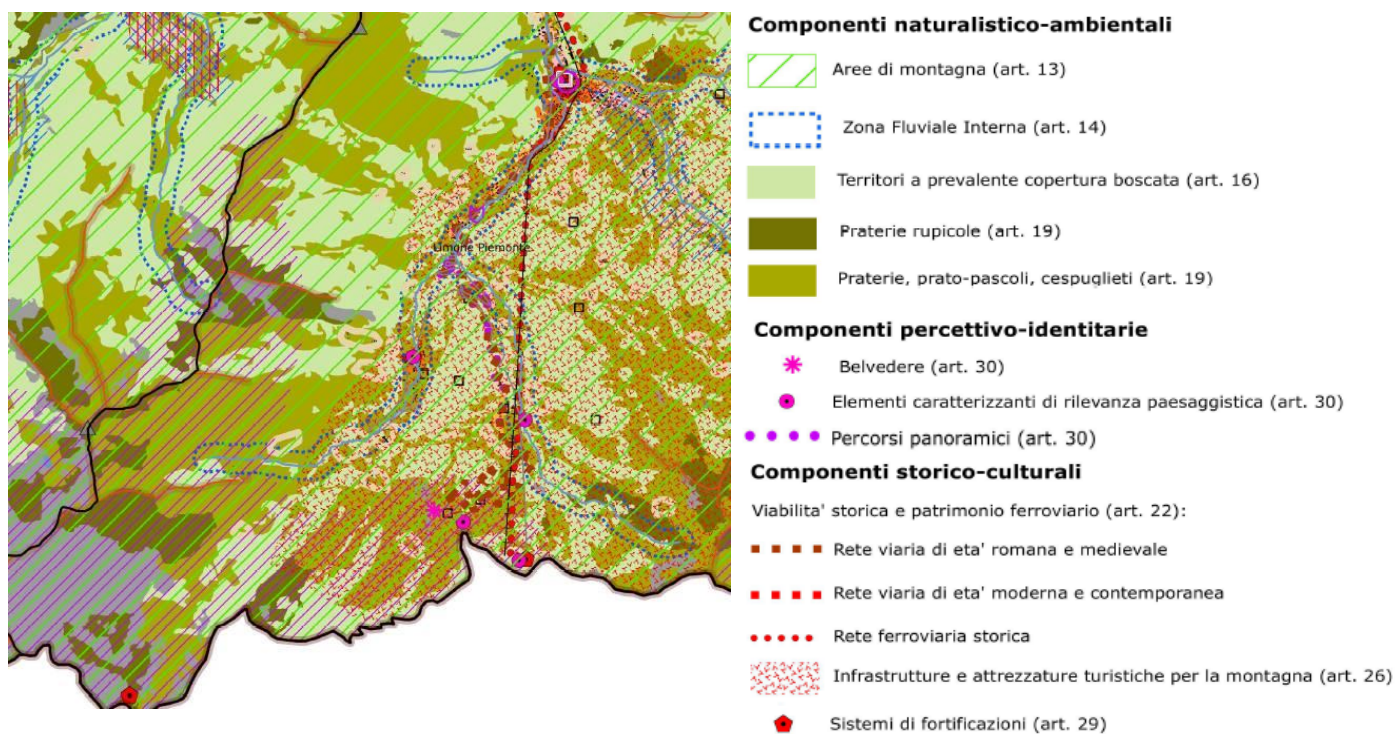 Limone Piemonte
Componenti naturalistico-ambientali
Aree di montagna (art. 13)
Zona Fluviale Interna (art. 14)
Territori a prevalente copertura boscata (art. 16)
Praterie rupicole (art. 19)
Praterie, prato-pascoli, cespuglieti (art. 19)
Componenti percettivo-identitarie
Belvedere (art. 30)
Elementi caratterizzanti di rilevanza paesaggistica (art. 30)
Percorsi panoramici (art. 30)
Componenti storico-culturali
Viabilita' storica e patrimonio ferroviario (art. 22):
Rete viaria di eta' romana e medievale
Rete viaria di eta' moderna e contemporanea
Rete ferroviaria storica
Infrastrutture e attrezzature turistiche per la montagna (art. 26)
Sistemi di fortificazioni (art. 29)